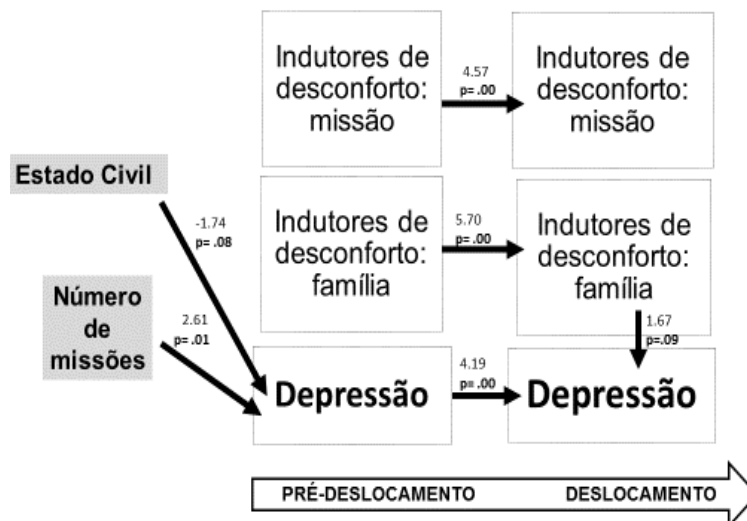 Indutores de
desconforto:
missão
4.57
p= .00
Indutores de
desconforto:
missão
Estado Civil
-1.74
p= .08
Indutores de
desconforto:
família
5.70
p= .00
Indutores de
desconforto:
família
Número
de
missões
2.61
p= .01
1.67
p=.09
Depressão
4.19
p= .00
Depressão
PRÉ-DESLOCAMENTO
DESLOCAMENTO